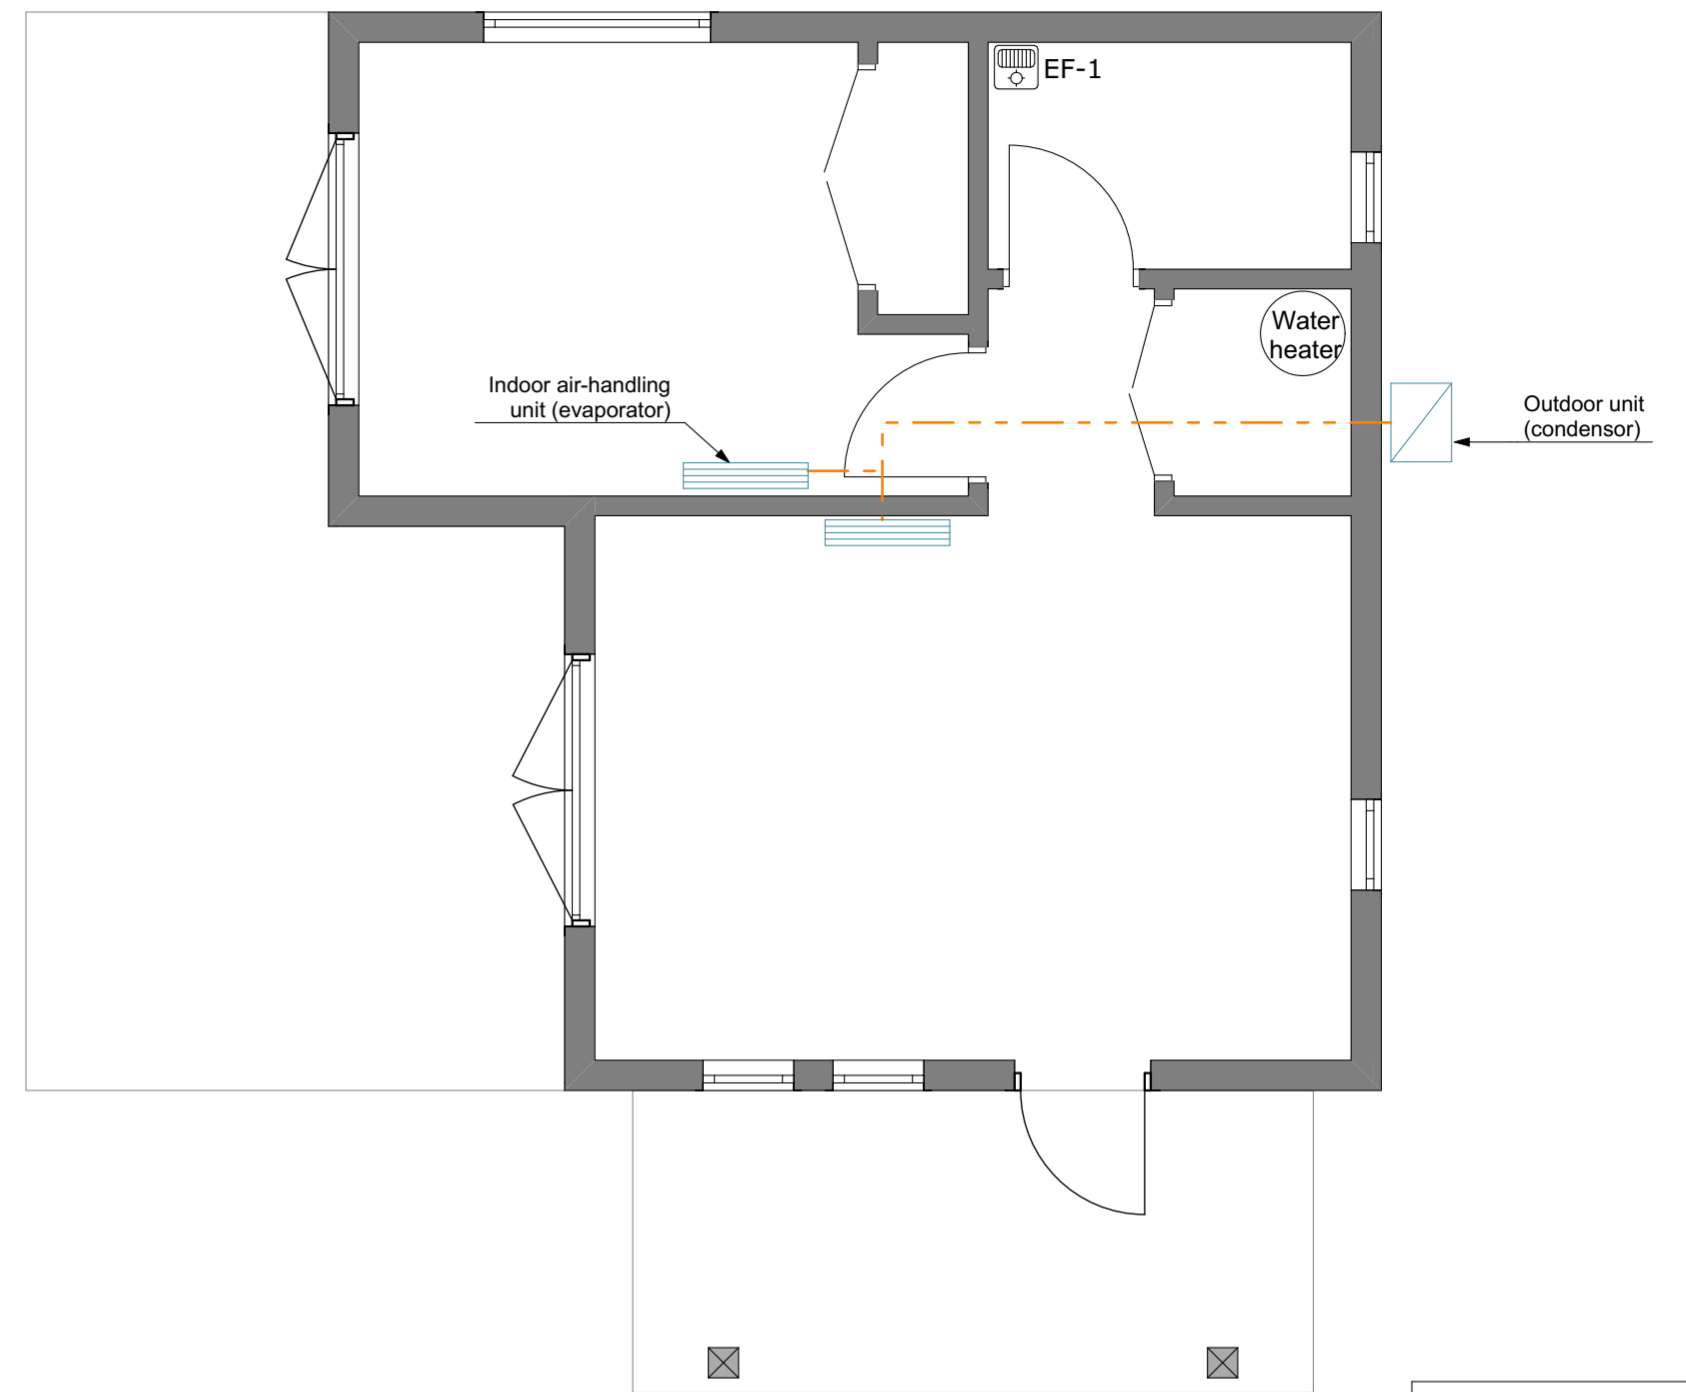 EF-1
Water
heater
Indoor air-handling
unit (evaporator)
Outdoor unit
(condensor)